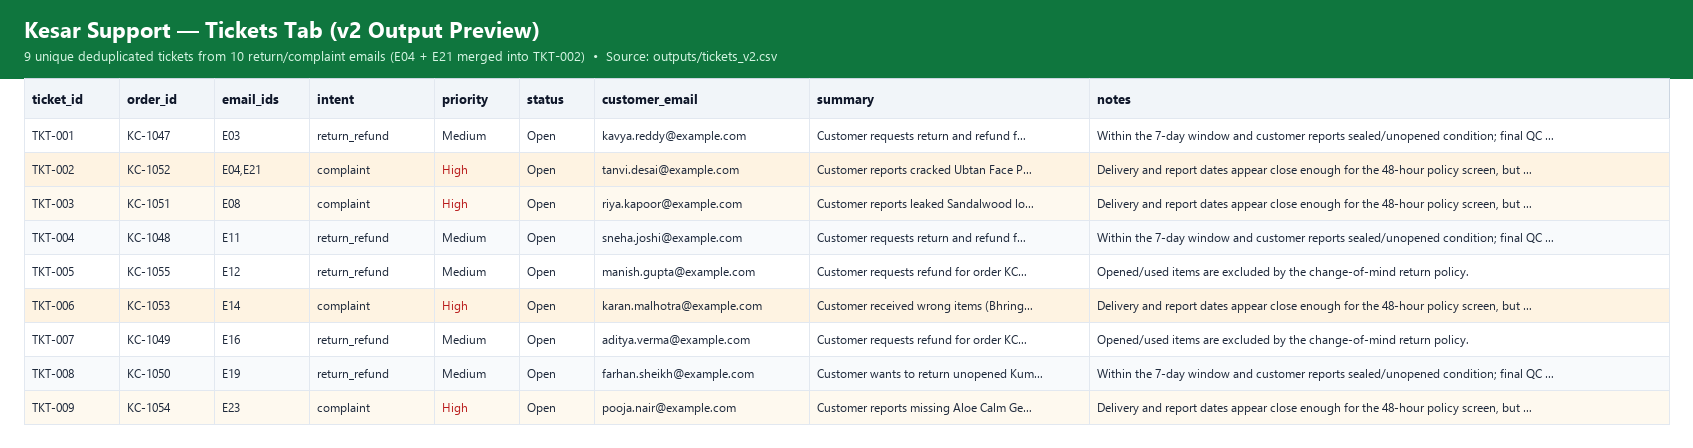 Kesar Support — Tickets Tab (v2 Output Preview)
9 unique deduplicated tickets from 10 return/complaint emails (E04 + E21 merged into TKT-002) • Source: outputs/tickets_v2.csv
ticket_id order_id email_ids intent priority status customer_email summary notes
TKT-001 KC-1047 E03 return_refund Medium Open kavya.reddy@example.com Customer requests return and refund f... Within the 7-day window and customer reports sealed/unopened condition; final QC ...
TKT-002 KC-1052 E04,E21 complaint High Open tanvi.desai@example.com Customer reports cracked Ubtan Face P... Delivery and report dates appear close enough for the 48-hour policy screen, but ...
TKT-003 KC-1051 E08 complaint High Open riya.kapoor@example.com Customer reports leaked Sandalwood lo... Delivery and report dates appear close enough for the 48-hour policy screen, but ...
TKT-004 KC-1048 E11 return_refund Medium Open sneha.joshi@example.com Customer requests return and refund f... Within the 7-day window and customer reports sealed/unopened condition; final QC ...
TKT-005 KC-1055 E12 return_refund Medium Open manish.gupta@example.com Customer requests refund for order KC... Opened/used items are excluded by the change-of-mind return policy.
TKT-006 KC-1053 E14 complaint High Open karan.malhotra@example.com Customer received wrong items (Bhring... Delivery and report dates appear close enough for the 48-hour policy screen, but ...
TKT-007 KC-1049 E16 return_refund Medium Open aditya.verma@example.com Customer requests refund for order KC... Opened/used items are excluded by the change-of-mind return policy.
TKT-008 KC-1050 E19 return_refund Medium Open farhan.sheikh@example.com Customer wants to return unopened Kum... Within the 7-day window and customer reports sealed/unopened condition; final QC ...
TKT-009 KC-1054 E23 complaint High Open pooja.nair@example.com Customer reports missing Aloe Calm Ge... Delivery and report dates appear close enough for the 48-hour policy screen, but ...